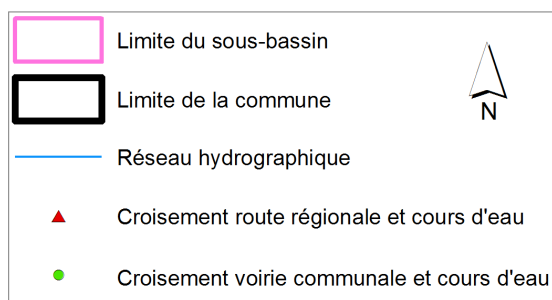 Limite du sous-bassin
Limite de la commune
N
Réseau hydrographique
Croisement route régionale et cours d'eau
Croisement voirie communale et cours d'eau